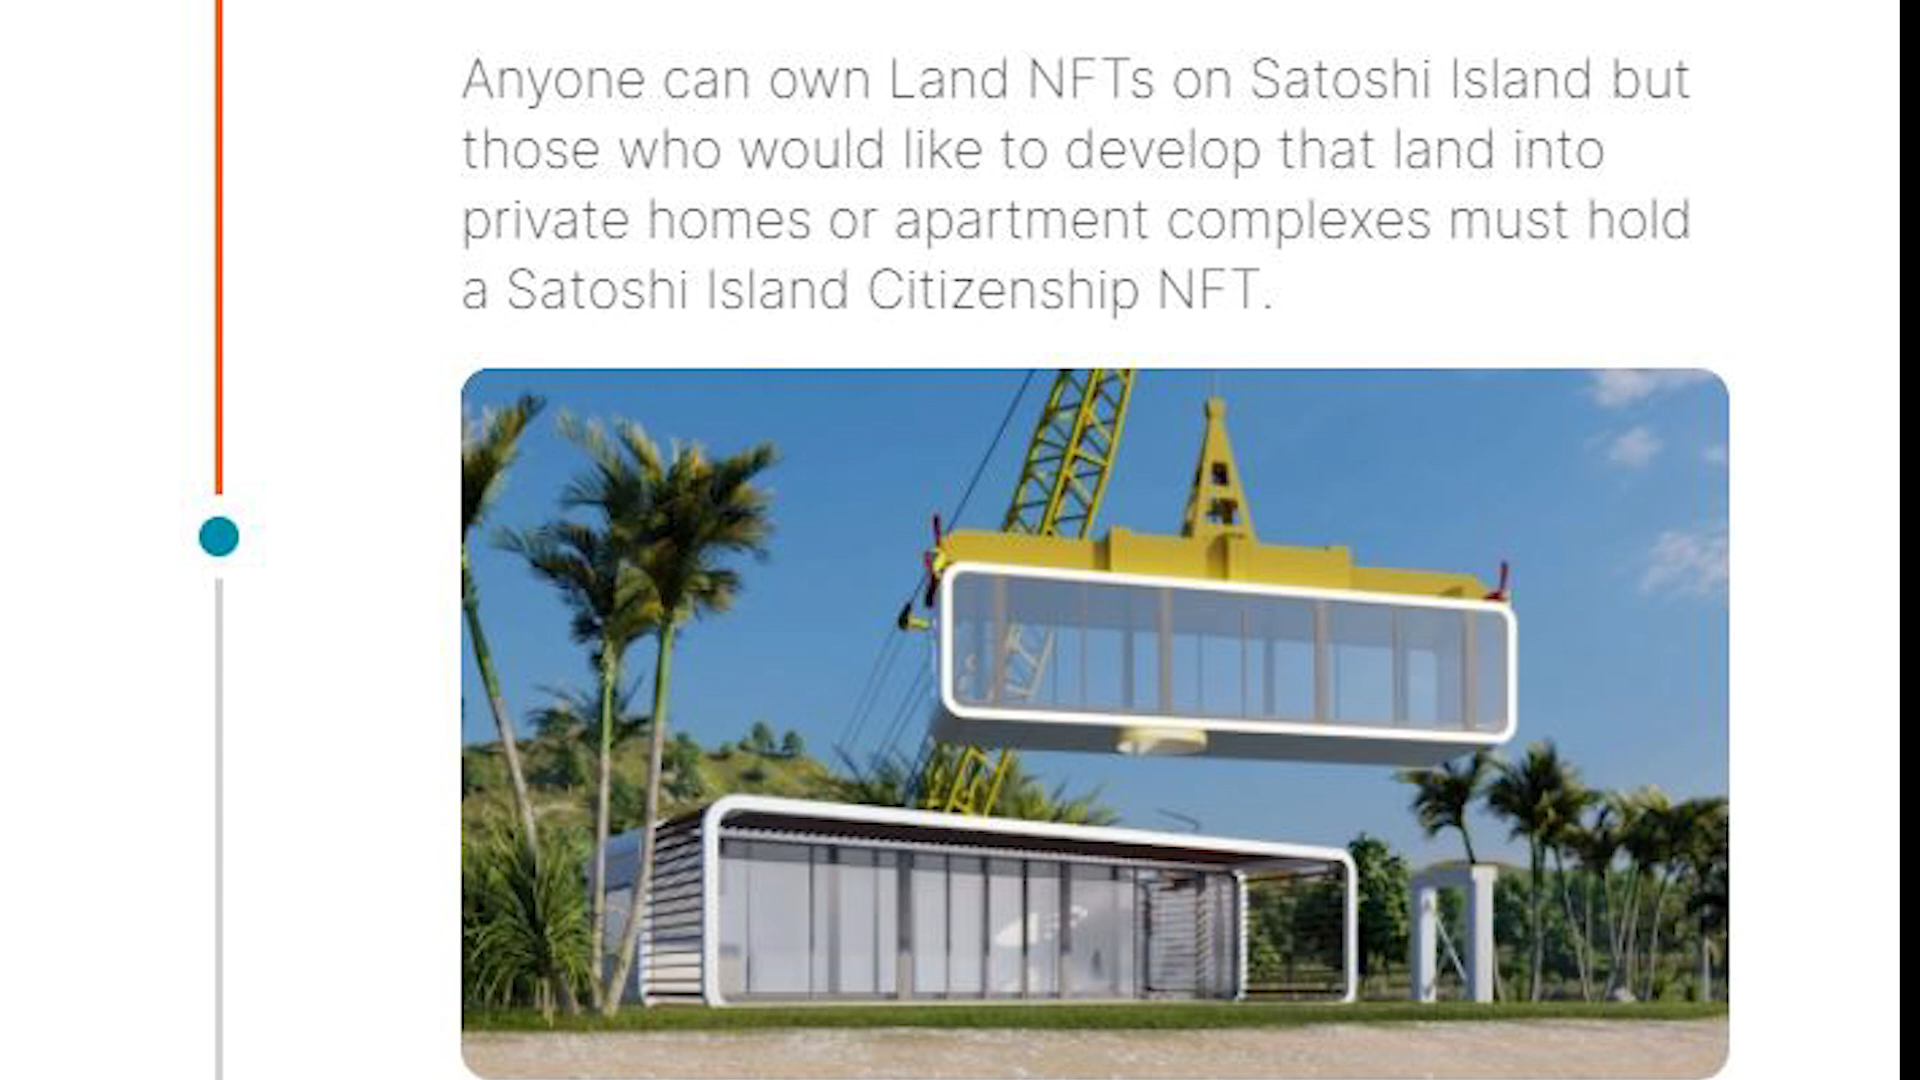 Anyone can own Land NFTs on Satoshi Island but
those who would like to develop that land into
private homes or apartment complexes must hold
a Satoshi Island Citizenship NFT.